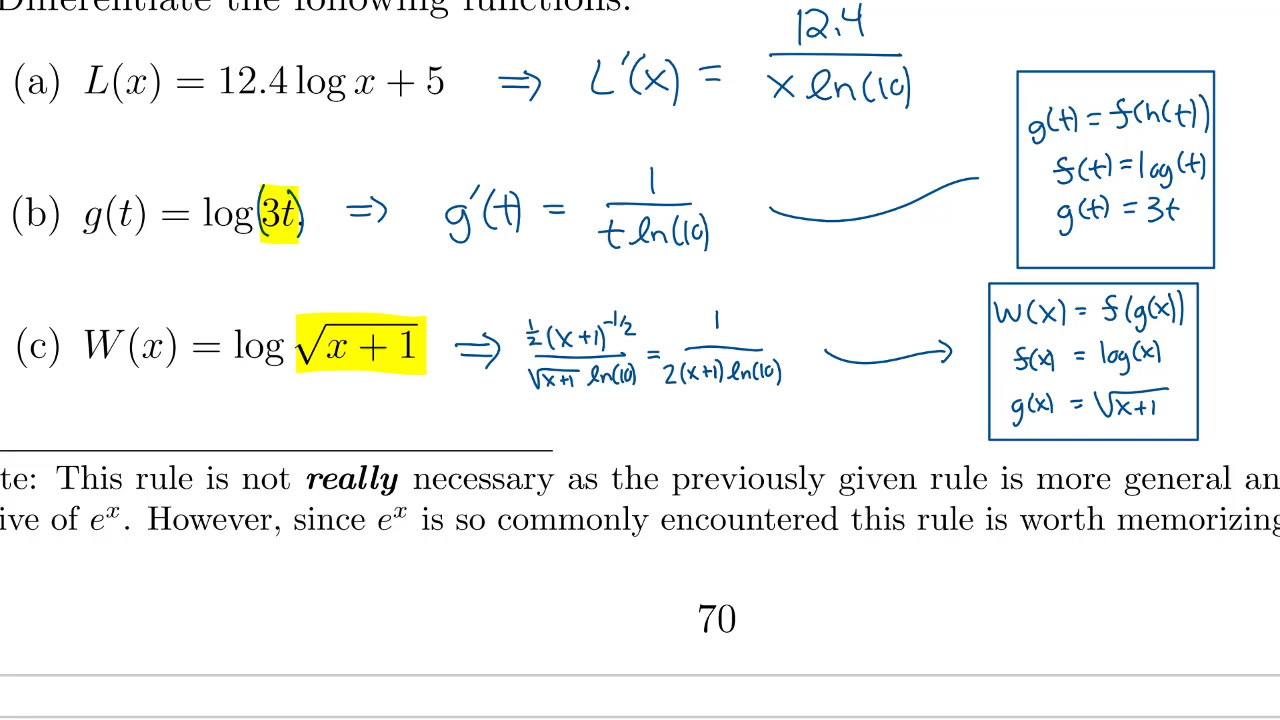 Differentiate the following functions.
(a) L(x) = 12.4 log x + 5 ⇒ L'(x) = 12.4 / x ln(10)
g(t) = f(h(t))
f(t) = log(t)
g(t) = 3t
(b) g(t) = log(3t) ⇒ g'(t) = 1 / t ln(10)
(c) W(x) = log √(x + 1) ⇒ ½(x+1)^(-1/2) / √(x+1) ln(10) = 1 / 2(x+1) ln(10)
W(x) = f(g(x))
f(x) = log(x)
g(x) = √(x+1)
te: This rule is not really necessary as the previously given rule is more general an
ive of e^x. However, since e^x is so commonly encountered this rule is worth memorizing
70